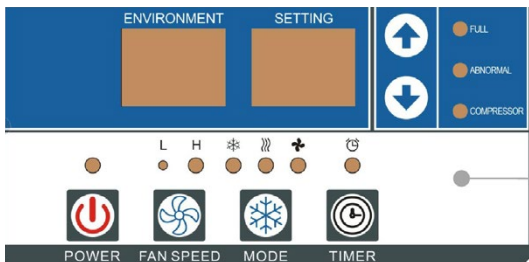 ENVIRONMENT SETTING
FULL
ABNORMAL
COMPRESSOR
L H
POWER FAN SPEED MODE TIMER